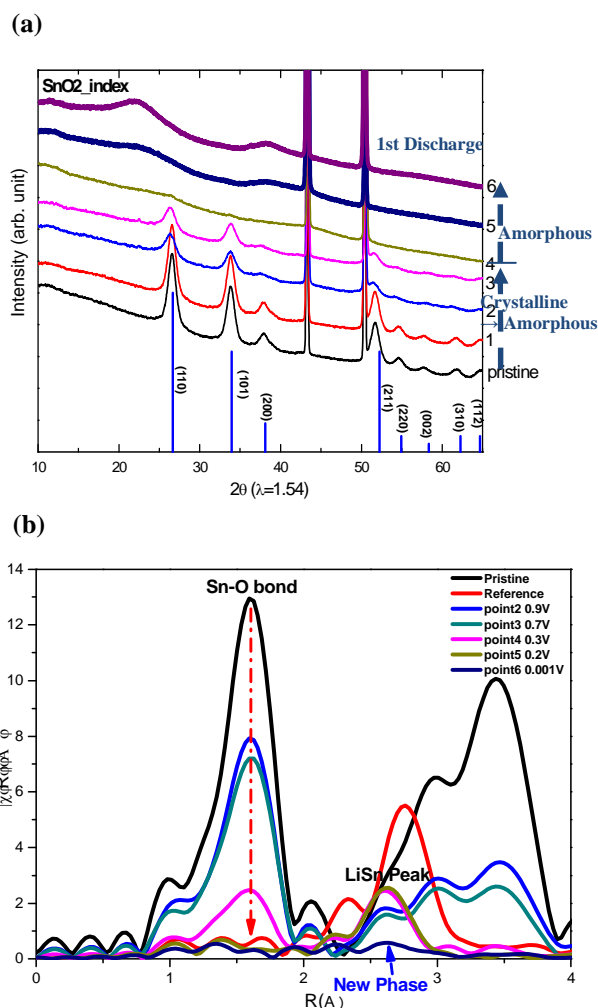 (a)
SnO2_index
1st Discharge
6
5
Amorphous
4
3
Crystalline
2
→ Amorphous
1
pristine
Intensity (arb. unit)
(110)
(101)
(200)
(211)
(220)
(002)
(310)
(112)
10 20 30 40 50 60
2θ (λ=1.54)
(b)
14
12
10
8
6
4
2
0
Sn-O bond
Pristine
Reference
point2 0.9V
point3 0.7V
point4 0.3V
point5 0.2V
point6 0.001V
LiSn Peak
New Phase
0 1 2 3 4
R(A)